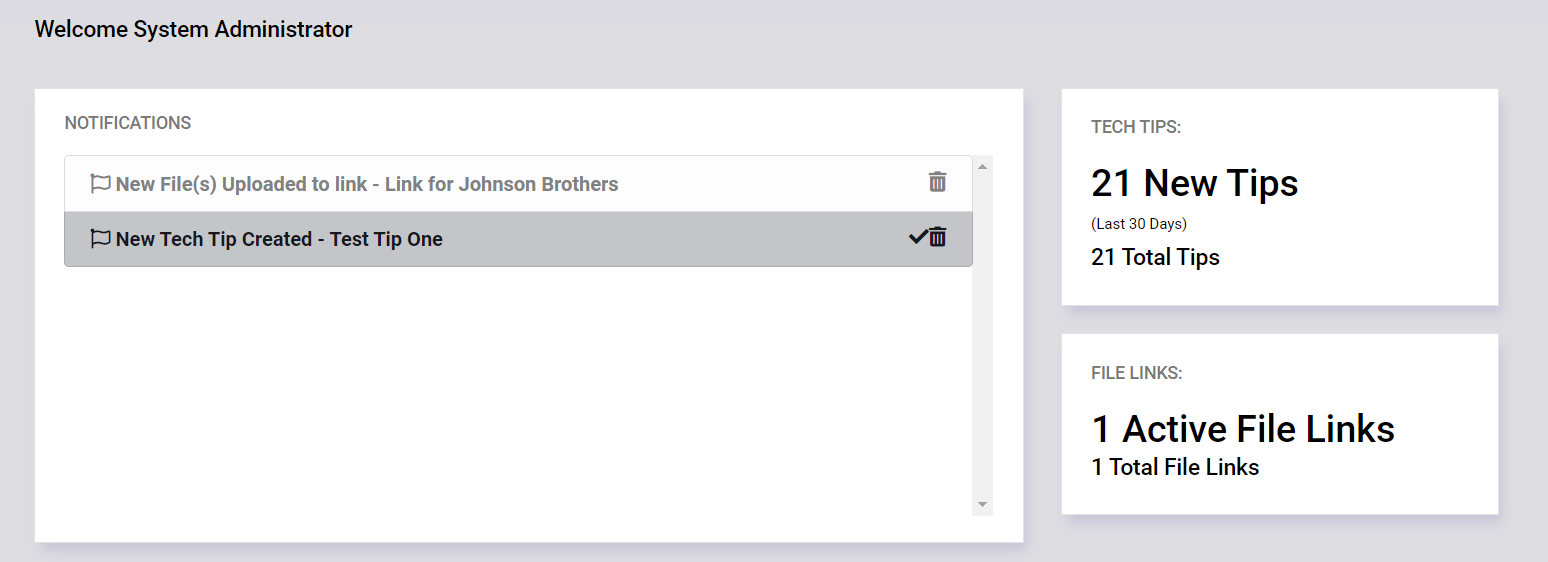 Welcome System Administrator
NOTIFICATIONS
New File(s) Uploaded to link - Link for Johnson Brothers
New Tech Tip Created - Test Tip One
TECH TIPS:
21 New Tips
(Last 30 Days)
21 Total Tips
FILE LINKS:
1 Active File Links
1 Total File Links